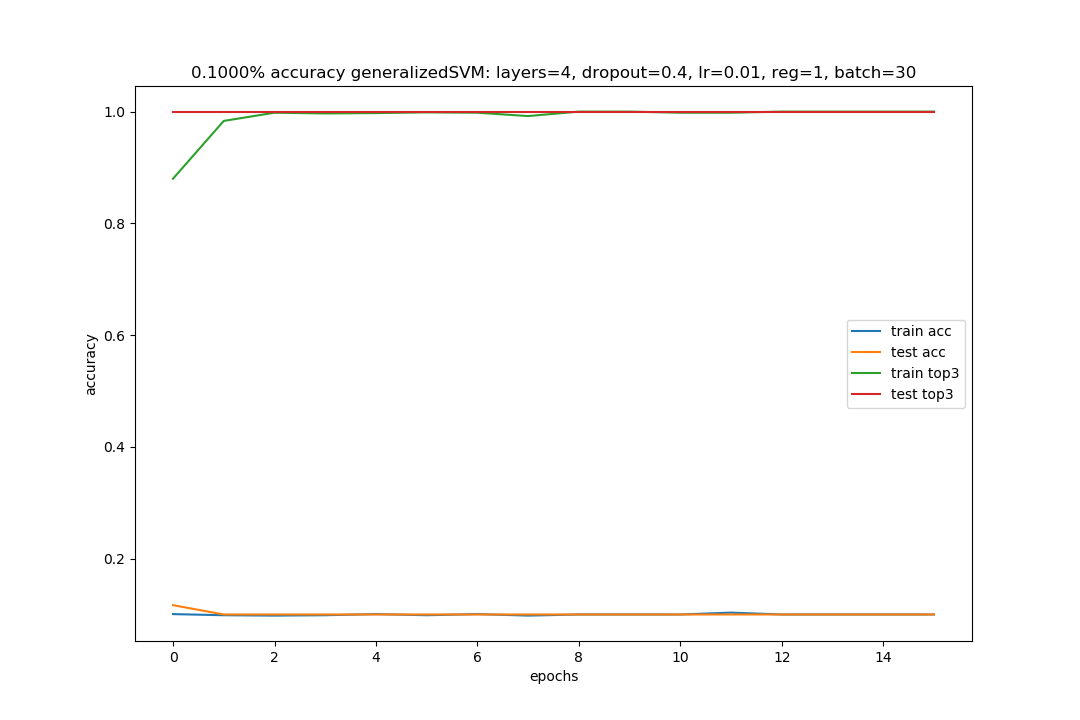 0.1000% accuracy generalizedSVM: layers=4, dropout=0.4, lr=0.01, reg=1, batch=30
1.0
0.8
0.6
0.4
0.2
accuracy
train acc
test acc
train top3
test top3
0 2 4 6 8 10 12 14
epochs